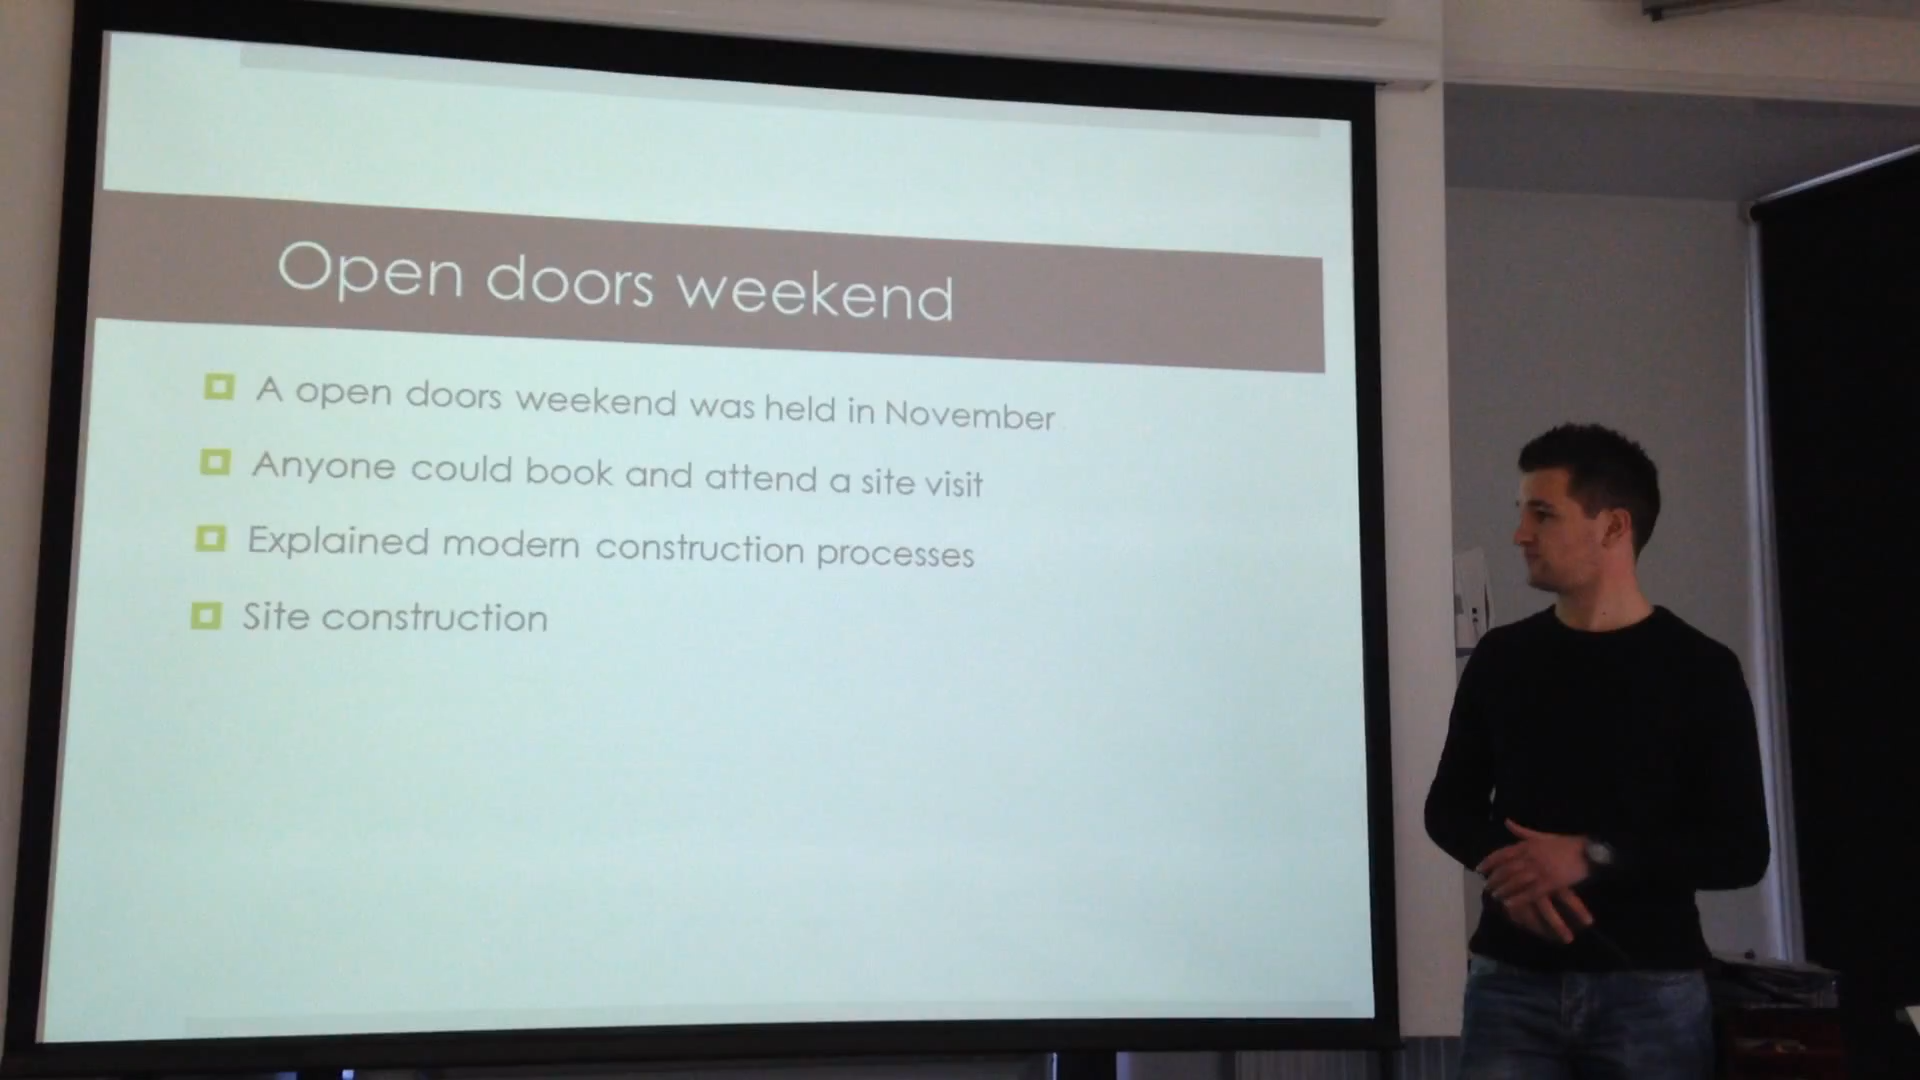 Open doors weekend
A open doors weekend was held in November
Anyone could book and attend a site visit
Explained modern construction processes
Site construction